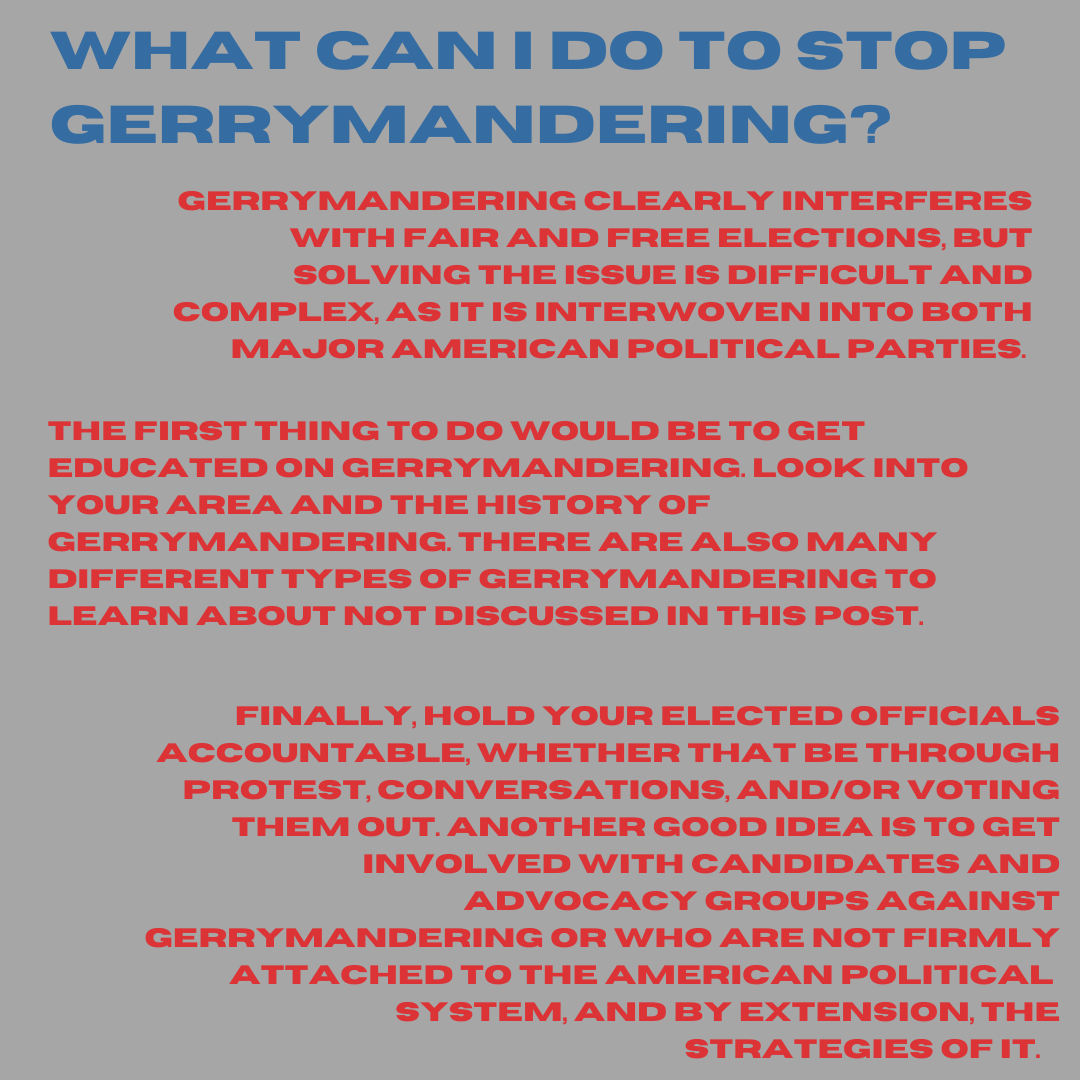 WHAT CAN I DO TO STOP
GERRYMANDERING?
GERRYMANDERING CLEARLY INTERFERES
WITH FAIR AND FREE ELECTIONS, BUT
SOLVING THE ISSUE IS DIFFICULT AND
COMPLEX, AS IT IS INTERWOVEN INTO BOTH
MAJOR AMERICAN POLITICAL PARTIES.
THE FIRST THING TO DO WOULD BE TO GET
EDUCATED ON GERRYMANDERING. LOOK INTO
YOUR AREA AND THE HISTORY OF
GERRYMANDERING. THERE ARE ALSO MANY
DIFFERENT TYPES OF GERRYMANDERING TO
LEARN ABOUT NOT DISCUSSED IN THIS POST.
FINALLY, HOLD YOUR ELECTED OFFICIALS
ACCOUNTABLE, WHETHER THAT BE THROUGH
PROTEST, CONVERSATIONS, AND/OR VOTING
THEM OUT. ANOTHER GOOD IDEA IS TO GET
INVOLVED WITH CANDIDATES AND
ADVOCACY GROUPS AGAINST
GERRYMANDERING OR WHO ARE NOT FIRMLY
ATTACHED TO THE AMERICAN POLITICAL
SYSTEM, AND BY EXTENSION, THE
STRATEGIES OF IT.